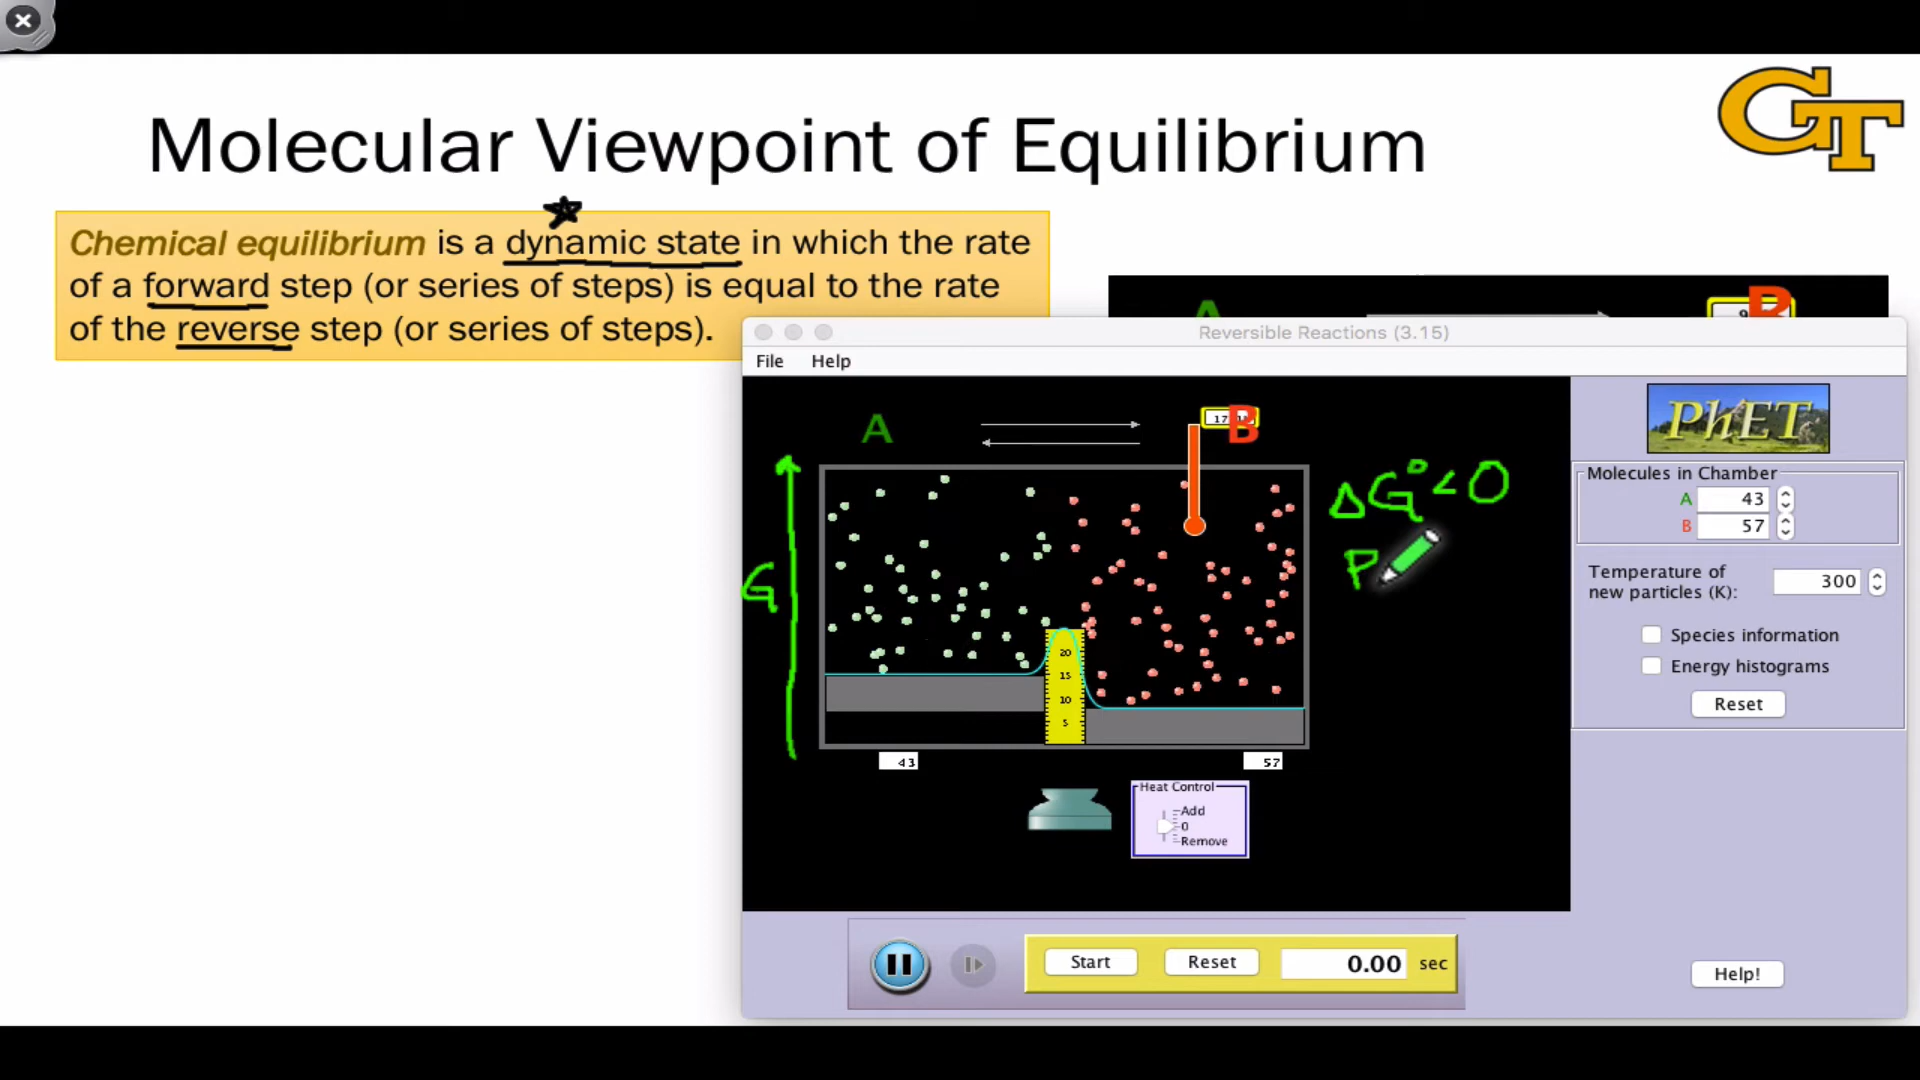 GT
Molecular Viewpoint of Equilibrium
Chemical equilibrium is a dynamic state in which the rate
of a forward step (or series of steps) is equal to the rate
of the reverse step (or series of steps).
A
B
Reversible Reactions (3.15)
File Help
A
B
PhET
Molecules in Chamber
A 43
B 57
ΔG° < 0
P
G
Temperature of
new particles (K): 300
Species information
Energy histograms
Reset
20
15
10
5
43 57
Heat Control
Add
0
Remove
Start Reset 0.00 sec
Help!